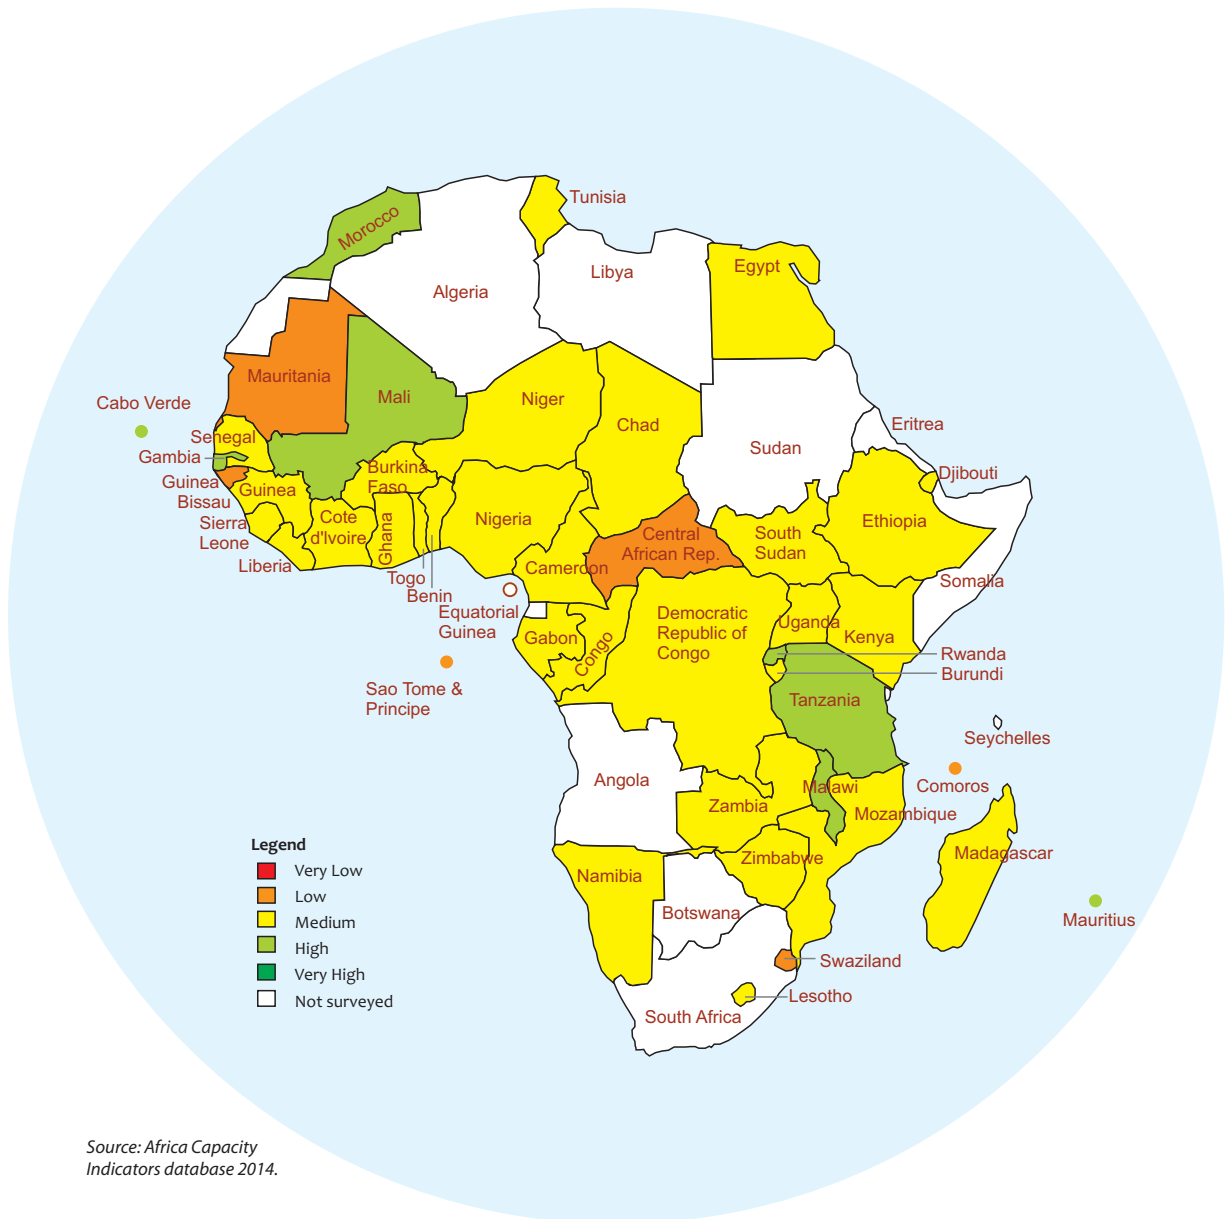 Tunisia
Morocco
Egypt
Libya
Algeria
Mauritania
Mali
Niger
Cabo Verde
Chad
Eritrea
Senegal
Sudan
Gambia
Burkina
Faso
Djibouti
Guinea
Bissau
Guinea
Cote
d'Ivoire
Ghana
Nigeria
Ethiopia
Sierra
Leone
Central
African Rep.
South
Sudan
Liberia
Cameroon
Togo
Benin
Somalia
Equatorial
Guinea
Democratic
Republic of
Congo
Uganda
Kenya
Gabon
Congo
Rwanda
Burundi
Sao Tome &
Principe
Tanzania
Seychelles
Angola
Malawi
Comoros
Zambia
Mozambique
Madagascar
Zimbabwe
Namibia
Botswana
Mauritius
Swaziland
Lesotho
South Africa
Legend
Very Low
Low
Medium
High
Very High
Not surveyed
Source: Africa Capacity
Indicators database 2014.